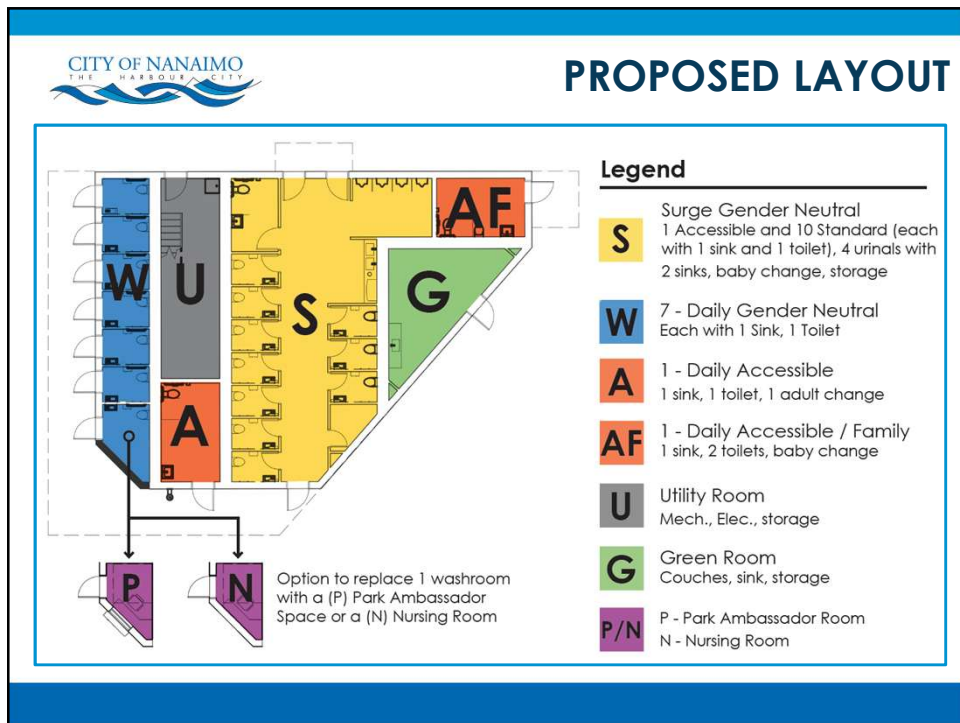 CITY OF NANAIMO
THE HARBOUR CITY
PROPOSED LAYOUT
W
U
S
A
AF
G
P
N
Option to replace 1 washroom
with a (P) Park Ambassador
Space or a (N) Nursing Room
Legend
S
Surge Gender Neutral
1 Accessible and 10 Standard (each
with 1 sink and 1 toilet), 4 urinals with
2 sinks, baby change, storage
W
7 - Daily Gender Neutral
Each with 1 Sink, 1 Toilet
A
1 - Daily Accessible
1 sink, 1 toilet, 1 adult change
AF
1 - Daily Accessible / Family
1 sink, 2 toilets, baby change
U
Utility Room
Mech., Elec., storage
G
Green Room
Couches, sink, storage
P/N
P - Park Ambassador Room
N - Nursing Room